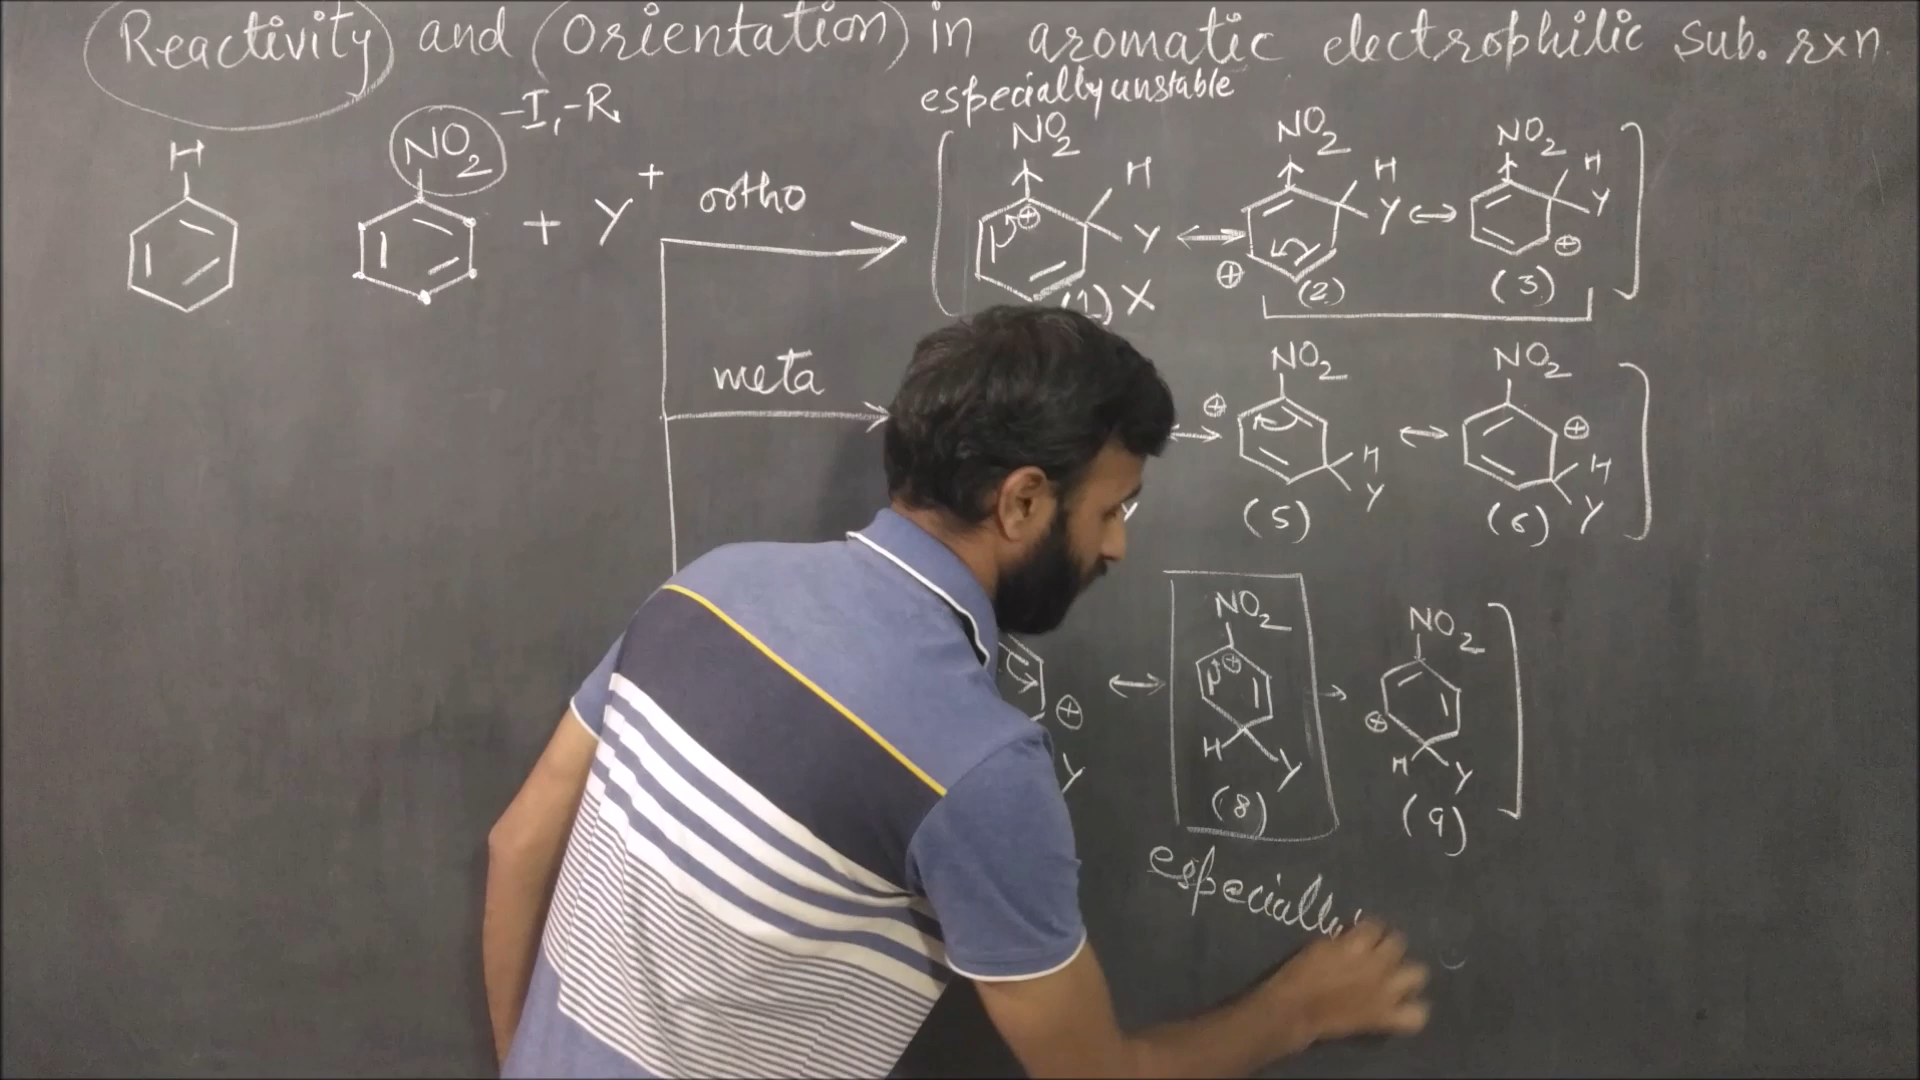 Reactivity and Orientation in aromatic electrophilic sub. rxn.
especially unstable
H
NO2 -I, -R
+ Y+
ortho
NO2
⊕
H
Y
(1) X
↔
NO2
H
Y
⊕
(2)
↔
NO2
H
Y
⊕
(3)
meta
Y
↔
⊕
NO2
H
Y
(5)
↔
NO2
⊕
H
Y
(6)
⊕
Y
↔
NO2
⊕
H
Y
(8)
→
NO2
⊕
H
Y
(9)
especially